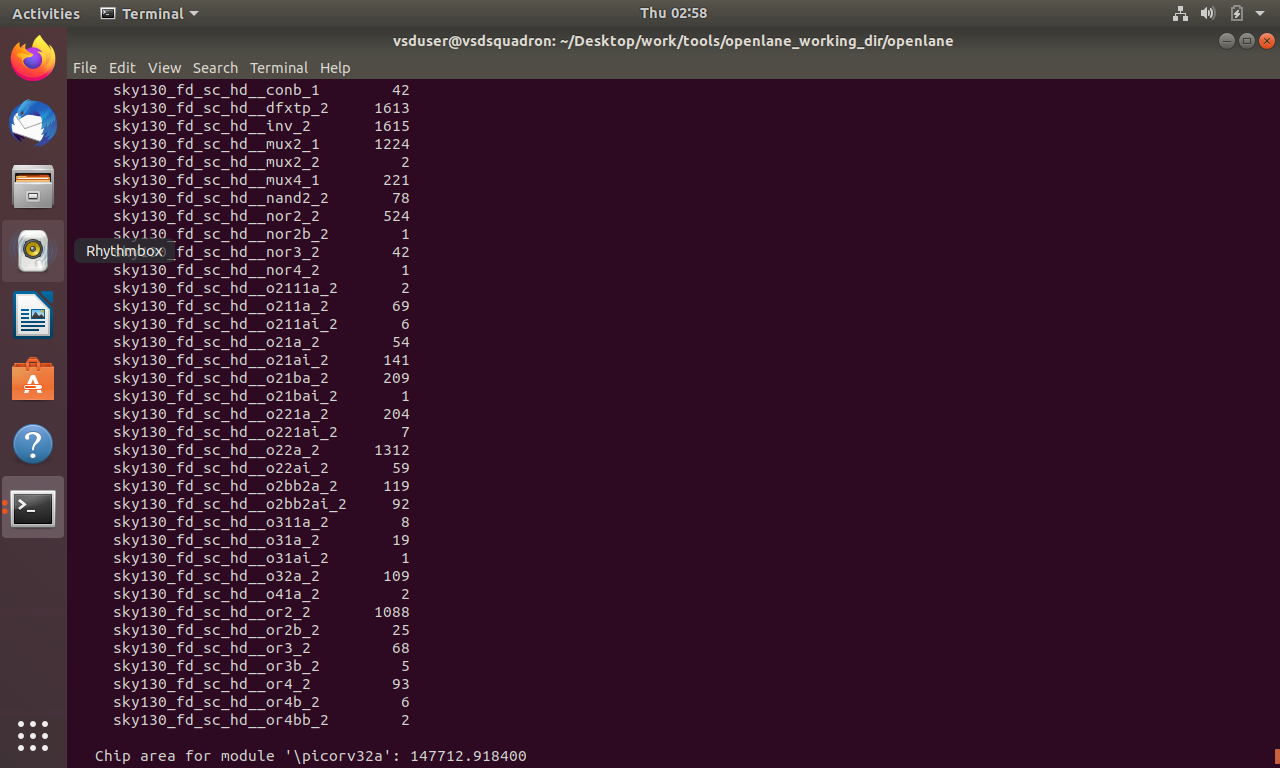 Activities Terminal Thu 02:58
vsduser@vsdsquadron: ~/Desktop/work/tools/openlane_working_dir/openlane
File Edit View Search Terminal Help
sky130_fd_sc_hd__conb_1 42
sky130_fd_sc_hd__dfxtp_2 1613
sky130_fd_sc_hd__inv_2 1615
sky130_fd_sc_hd__mux2_1 1224
sky130_fd_sc_hd__mux2_2 2
sky130_fd_sc_hd__mux4_1 221
sky130_fd_sc_hd__nand2_2 78
sky130_fd_sc_hd__nor2_2 524
sky130_fd_sc_hd__nor2b_2 1
Rhythmbox
sky130_fd_sc_hd__nor3_2 42
sky130_fd_sc_hd__nor4_2 1
sky130_fd_sc_hd__o2111a_2 2
sky130_fd_sc_hd__o211a_2 69
sky130_fd_sc_hd__o211ai_2 6
sky130_fd_sc_hd__o21a_2 54
sky130_fd_sc_hd__o21ai_2 141
sky130_fd_sc_hd__o21ba_2 209
sky130_fd_sc_hd__o21bai_2 1
sky130_fd_sc_hd__o221a_2 204
sky130_fd_sc_hd__o221ai_2 7
sky130_fd_sc_hd__o22a_2 1312
sky130_fd_sc_hd__o22ai_2 59
sky130_fd_sc_hd__o2bb2a_2 119
sky130_fd_sc_hd__o2bb2ai_2 92
sky130_fd_sc_hd__o311a_2 8
sky130_fd_sc_hd__o31a_2 19
sky130_fd_sc_hd__o31ai_2 1
sky130_fd_sc_hd__o32a_2 109
sky130_fd_sc_hd__o41a_2 2
sky130_fd_sc_hd__or2_2 1088
sky130_fd_sc_hd__or2b_2 25
sky130_fd_sc_hd__or3_2 68
sky130_fd_sc_hd__or3b_2 5
sky130_fd_sc_hd__or4_2 93
sky130_fd_sc_hd__or4b_2 6
sky130_fd_sc_hd__or4bb_2 2
Chip area for module '\picorv32a': 147712.918400